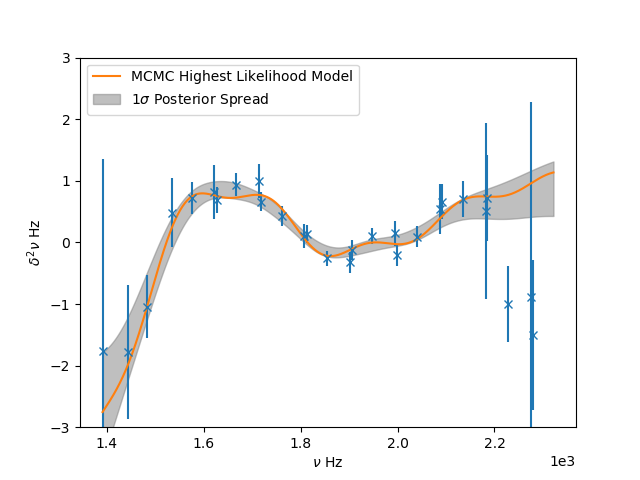 MCMC Highest Likelihood Model
1σ Posterior Spread
3
2
1
0
−1
−2
−3
δ²ν Hz
1.4
1.6
1.8
2.0
2.2
1e3
ν Hz